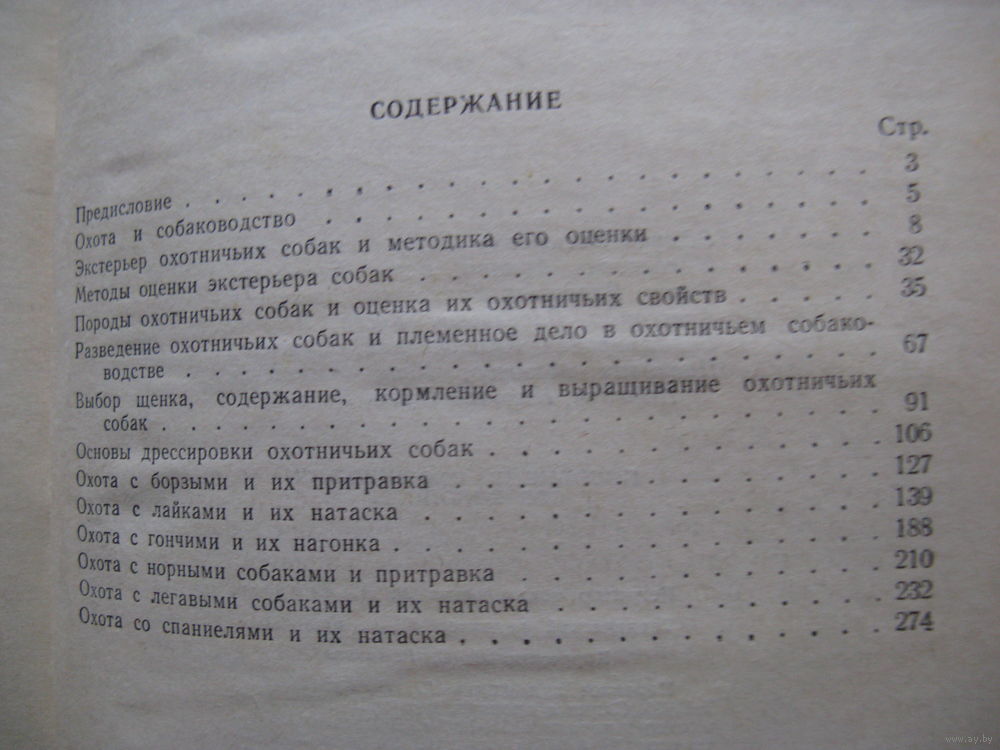 СОДЕРЖАНИЕ
Стр.
Предисловие . . . . . . . . . . . . . . . . . . . . 3
Охота и собаководство . . . . . . . . . . . . . . . 5
Экстерьер охотничьих собак и методика его оценки . . . . . . 8
Методы оценки экстерьера собак . . . . . . . . . . . . 32
Породы охотничьих собак и оценка их охотничьих свойств . . . . . 35
Разведение охотничьих собак и племенное дело в охотничьем собако-
водстве . . . . . . . . . . . . . . . . . . . . 67
Выбор щенка, содержание, кормление и выращивание охотничьих
собак . . . . . . . . . . . . . . . . . . . . . 91
Основы дрессировки охотничьих собак . . . . . . . . . . 106
Охота с борзыми и их притравка . . . . . . . . . . . 127
Охота с лайками и их натаска . . . . . . . . . . . . 139
Охота с гончими и их нагонка . . . . . . . . . . . . 188
Охота с норными собаками и притравка . . . . . . . . . 210
Охота с легавыми собаками и их натаска . . . . . . . . 232
Охота со спаниелями и их натаска . . . . . . . . . . . 274
www.ay.by